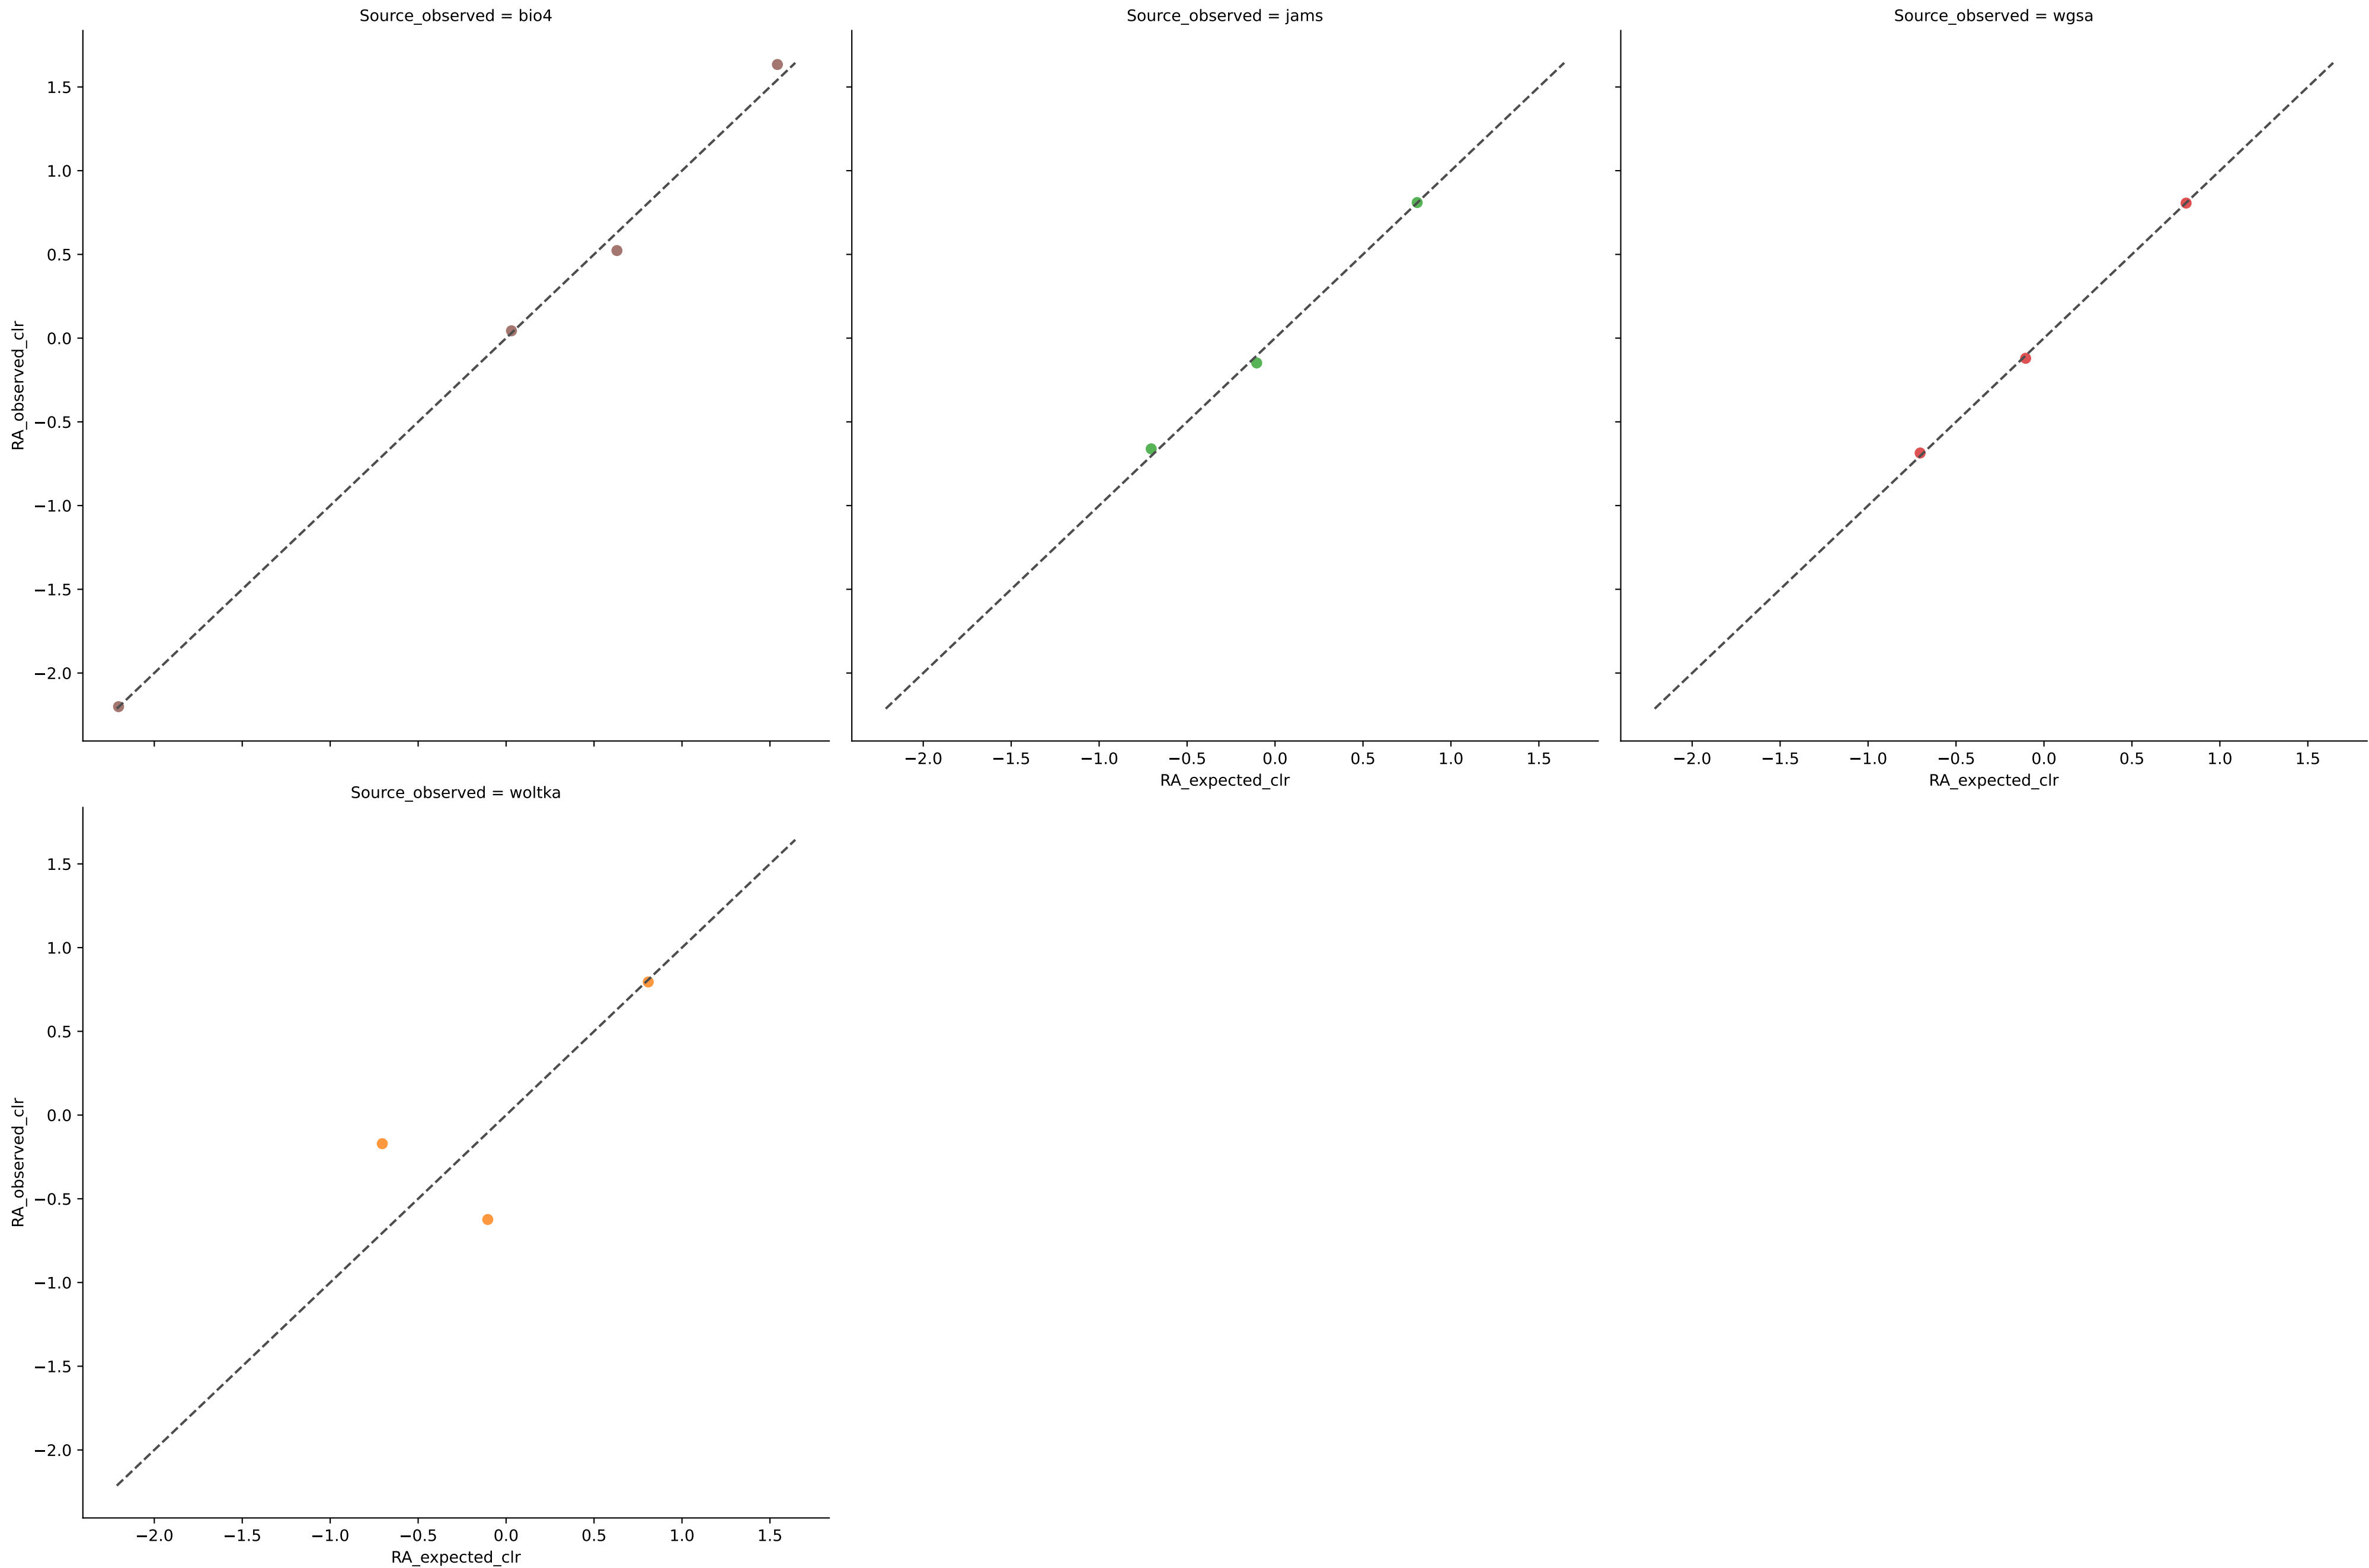 Source_observed = bio4
Source_observed = jams
Source_observed = wgsa
1.5
1.0
0.5
0.0
−0.5
−1.0
−1.5
−2.0
RA_observed_clr
−2.0 −1.5 −1.0 −0.5 0.0 0.5 1.0 1.5
RA_expected_clr
−2.0 −1.5 −1.0 −0.5 0.0 0.5 1.0 1.5
RA_expected_clr
Source_observed = woltka
1.5
1.0
0.5
0.0
−0.5
−1.0
−1.5
−2.0
RA_observed_clr
−2.0 −1.5 −1.0 −0.5 0.0 0.5 1.0 1.5
RA_expected_clr